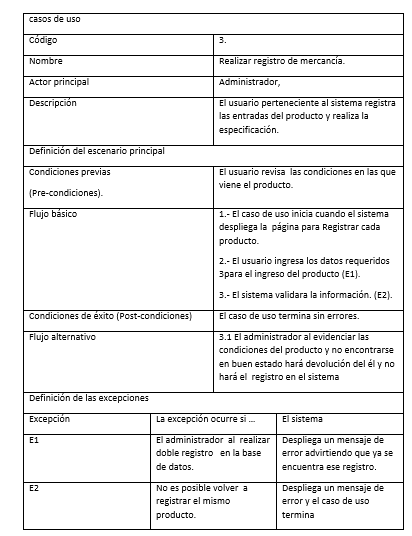 casos de uso
Código
3.
Nombre
Realizar registro de mercancía.
Actor principal
Administrador,
Descripción
El usuario perteneciente al sistema registra
las entradas del producto y realiza la
especificación.
Definición del escenario principal
Condiciones previas
(Pre-condiciones).
El usuario revisa las condiciones en las que
viene el producto.
Flujo básico
1.- El caso de uso inicia cuando el sistema
despliega la página para Registrar cada
producto.
2.- El usuario ingresa los datos requeridos
3para el ingreso del producto (E1).
3.- El sistema validara la información. (E2).
Condiciones de éxito (Post-condiciones)
El caso de uso termina sin errores.
Flujo alternativo
3.1 El administrador al evidenciar las
condiciones del producto y no encontrarse
en buen estado hará devolución del él y no
hará el registro en el sistema
Definición de las excepciones
Excepción
La excepción ocurre si ...
El sistema
E1
El administrador al realizar
doble registro en la base
de datos.
Despliega un mensaje de
error advirtiendo que ya se
encuentra ese registro.
E2
No es posible volver a
registrar el mismo
producto.
Despliega un mensaje de
error y el caso de uso
termina